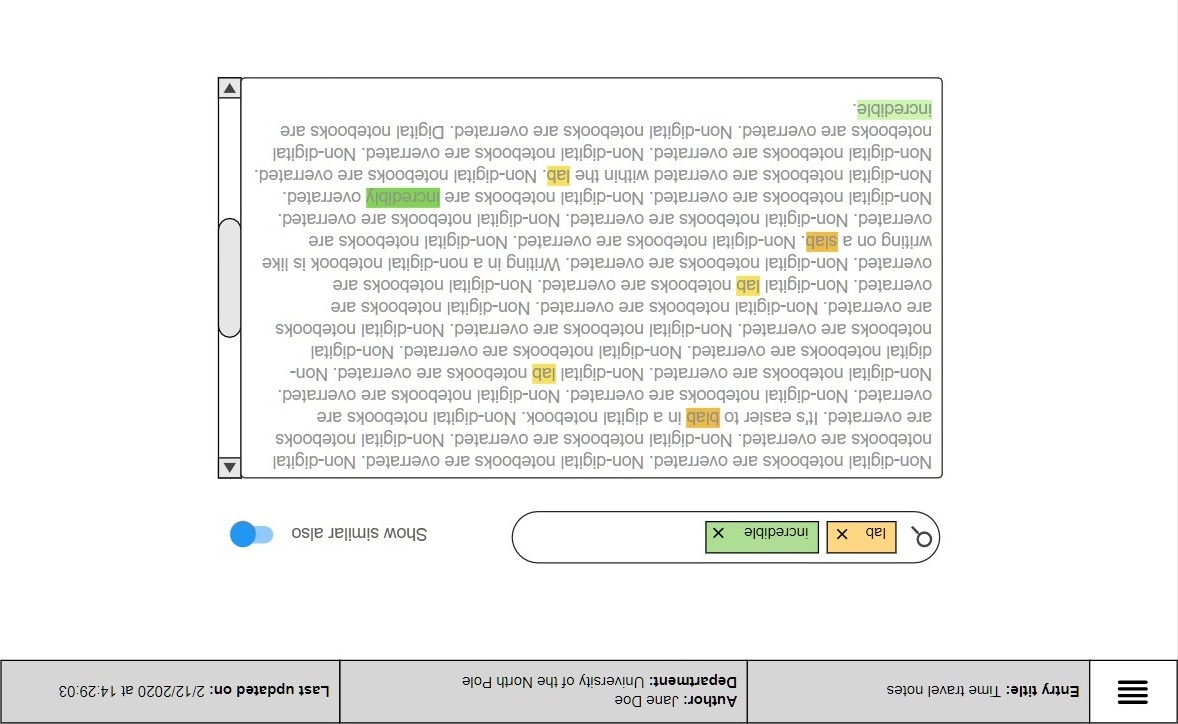 Entry title: Time travel notes
Author: Jane Doe
Department: University of the North Pole
Last updated on: 2/12/2020 at 14:29:03
lab ✕ incredible ✕
Show similar also
Non-digital notebooks are overrated. Non-digital notebooks are overrated. Non-digital
notebooks are overrated. Non-digital notebooks are overrated. Non-digital notebooks
are overrated. It's easier to blab in a digital notebook. Non-digital notebooks are
overrated. Non-digital notebooks are overrated. Non-digital notebooks are overrated.
Non-digital notebooks are overrated. Non-digital lab notebooks are overrated. Non-
digital notebooks are overrated. Non-digital notebooks are overrated. Non-digital
notebooks are overrated. Non-digital notebooks are overrated. Non-digital notebooks
are overrated. Non-digital notebooks are overrated. Non-digital notebooks are
overrated. Non-digital lab notebooks are overrated. Non-digital notebooks are
overrated. Non-digital notebooks are overrated. Writing in a non-digital notebook is like
writing on a slab. Non-digital notebooks are overrated. Non-digital notebooks are
overrated. Non-digital notebooks are overrated. Non-digital notebooks are overrated.
Non-digital notebooks are overrated. Non-digital notebooks are incredibly overrated.
Non-digital notebooks are overrated within the lab. Non-digital notebooks are overrated.
Non-digital notebooks are overrated. Non-digital notebooks are overrated. Non-digital
notebooks are overrated. Non-digital notebooks are overrated. Digital notebooks are
incredible.